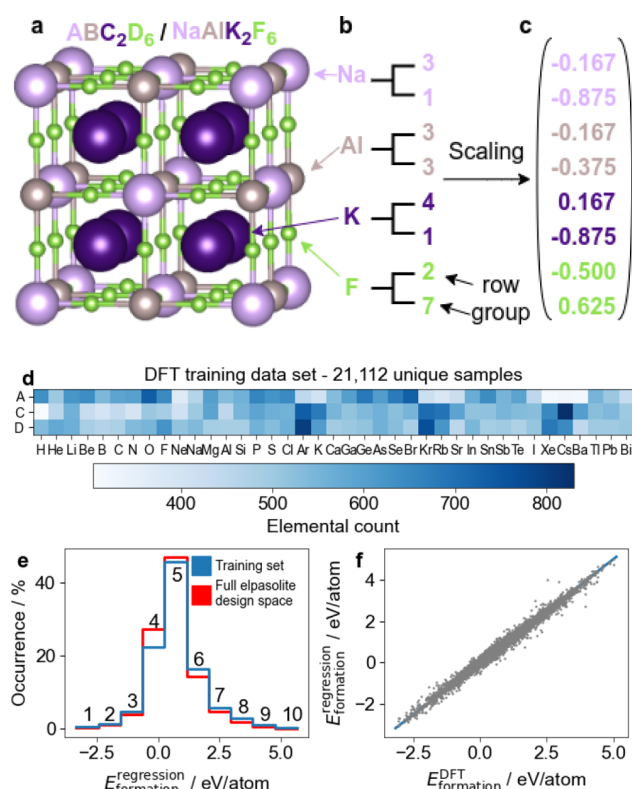 a
ABC₂D₆ / NaAlK₂F₆
b
c
Na
3
1
Al
3
3
K
4
1
F
2
7
row
group
Scaling
-0.167
-0.875
-0.167
-0.375
0.167
-0.875
-0.500
0.625
d
DFT training data set - 21,112 unique samples
A
C
D
H He Li Be B C N O F Ne Na Mg Al Si P S Cl Ar K Ca Ga Ge As Se Br Kr Rb Sr In Sn Sb Te I Xe Cs Ba Tl Pb Bi
400 500 600 700 800
Elemental count
e
Training set
Full elpasolite
design space
Occurrence / %
40
20
0
1 2 3 4 5 6 7 8 9 10
−2.5 0.0 2.5 5.0
E regression formation / eV/atom
f
E regression formation / eV/atom
4
2
0
−2
−2.5 0.0 2.5 5.0
E DFT formation / eV/atom